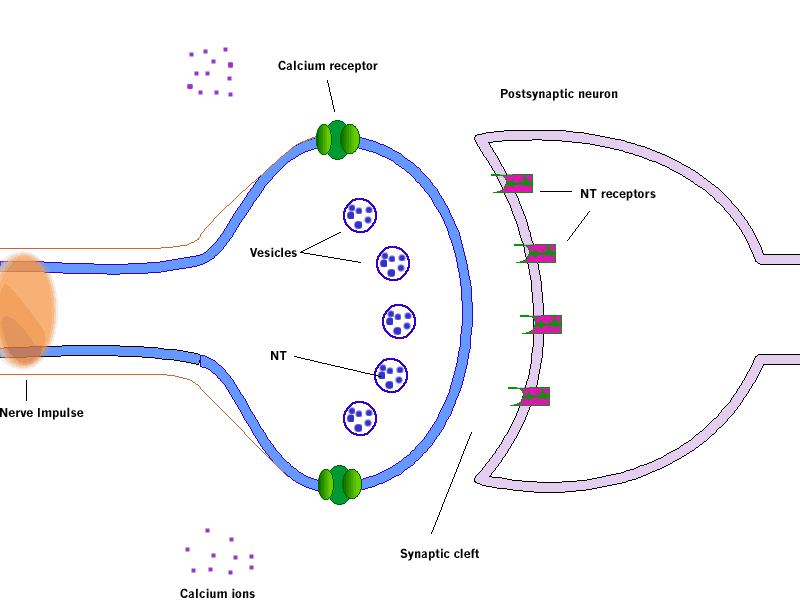 Calcium receptor
Postsynaptic neuron
NT receptors
Vesicles
NT
Nerve Impulse
Synaptic cleft
Calcium ions